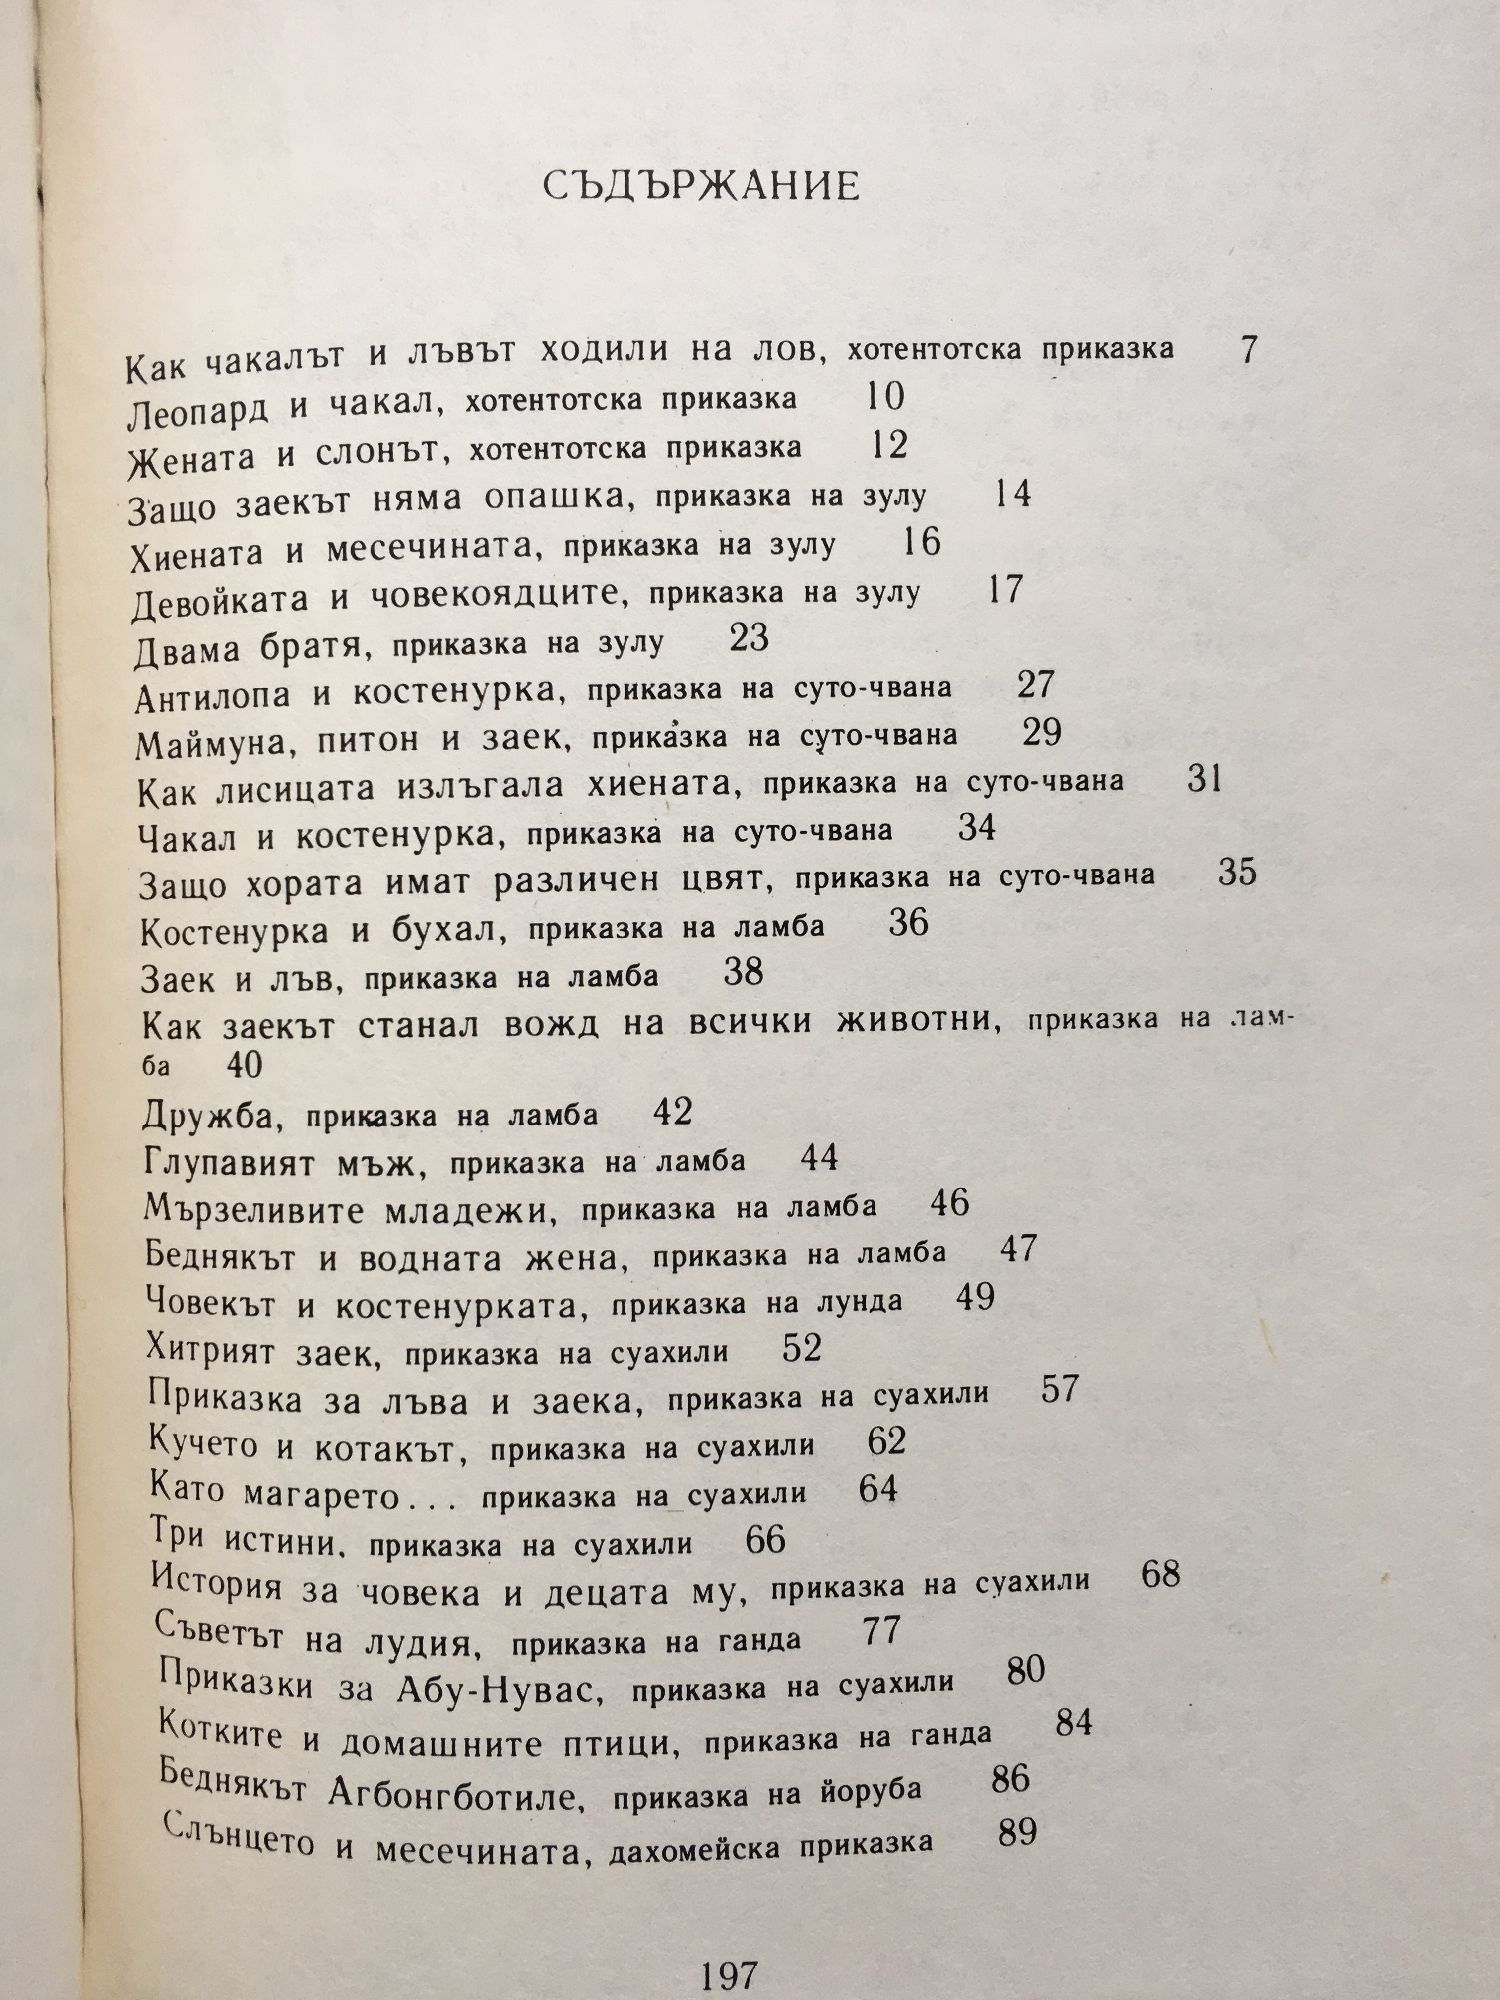 СЪДЪРЖАНИЕ
Как чакалът и лъвът ходили на лов, хотентотска приказка 7
Леопард и чакал, хотентотска приказка 10
Жената и слонът, хотентотска приказка 12
Защо заекът няма опашка, приказка на зулу 14
Хиената и месечината, приказка на зулу 16
Девойката и човекоядците, приказка на зулу 17
Двама братя, приказка на зулу 23
Антилопа и костенурка, приказка на суто-чвана 27
Маймуна, питон и заек, приказка на суто-чвана 29
Как лисицата излъгала хиената, приказка на суто-чвана 31
Чакал и костенурка, приказка на суто-чвана 34
Защо хората имат различен цвят, приказка на суто-чвана 35
Костенурка и бухал, приказка на ламба 36
Заек и лъв, приказка на ламба 38
Как заекът станал вожд на всички животни, приказка на лам-
ба 40
Дружба, приказка на ламба 42
Глупавият мъж, приказка на ламба 44
Мързеливите младежи, приказка на ламба 46
Беднякът и водната жена, приказка на ламба 47
Човекът и костенурката, приказка на лунда 49
Хитрият заек, приказка на суахили 52
Приказка за лъва и заека, приказка на суахили 57
Кучето и котакът, приказка на суахили 62
Като магарето... приказка на суахили 64
Три истини, приказка на суахили 66
История за човека и децата му, приказка на суахили 68
Съветът на лудия, приказка на ганда 77
Приказки за Абу-Нувас, приказка на суахили 80
Котките и домашните птици, приказка на ганда 84
Беднякът Агбонгботиле, приказка на йоруба 86
Слънцето и месечината, дахомейска приказка 89
197